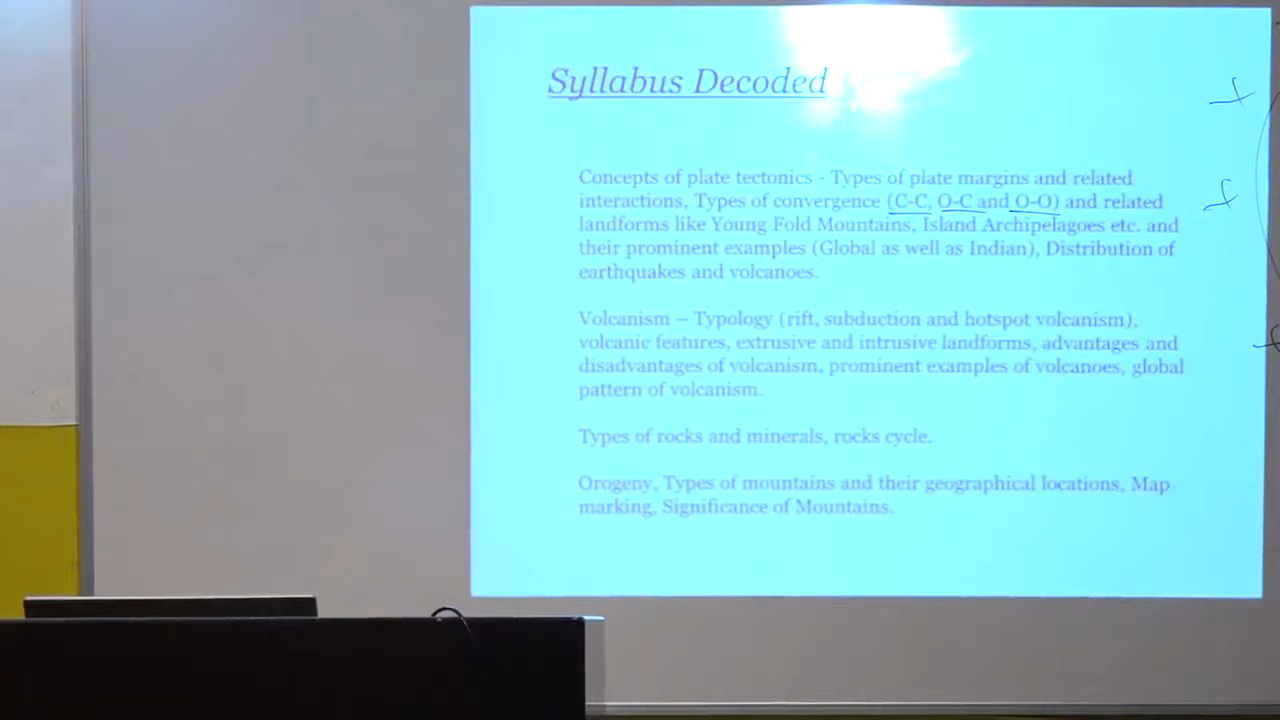 Syllabus Decoded
Concepts of plate tectonics - Types of plate margins and related
interactions, Types of convergence (C-C, O-C and O-O) and related
landforms like Young Fold Mountains, Island Archipelagoes etc. and
their prominent examples (Global as well as Indian), Distribution of
earthquakes and volcanoes.
Volcanism – Typology (rift, subduction and hotspot volcanism),
volcanic features, extrusive and intrusive landforms, advantages and
disadvantages of volcanism, prominent examples of volcanoes, global
pattern of volcanism.
Types of rocks and minerals, rocks cycle.
Orogeny, Types of mountains and their geographical locations, Map
marking, Significance of Mountains.